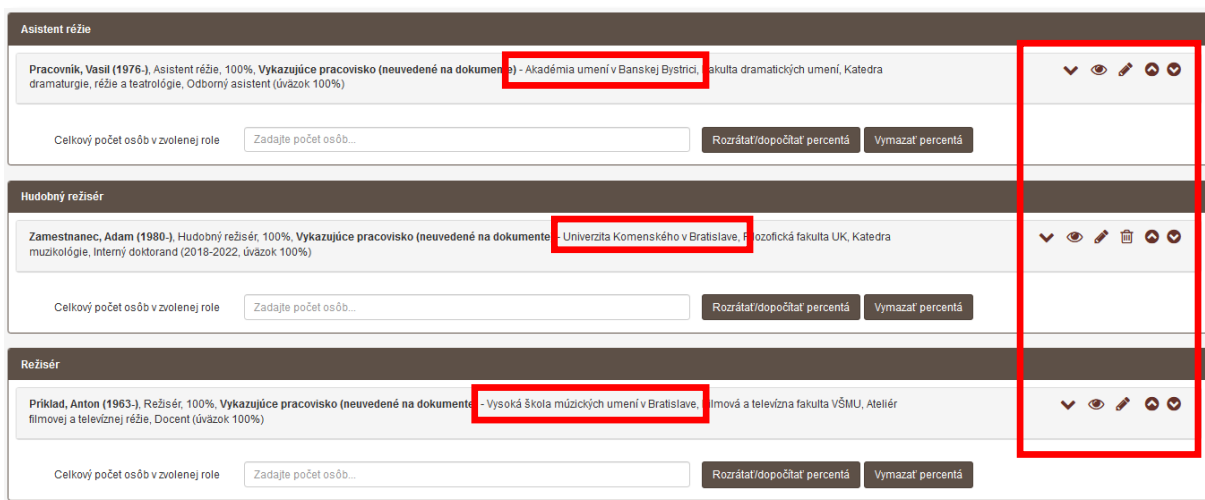 Asistent réžie
Pracovník, Vasil (1976-), Asistent réžie, 100%, Vykazujúce pracovisko (neuvedené na dokumente) - Akadémia umení v Banskej Bystrici, Fakulta dramatických umení, Katedra
dramaturgie, réžie a teatrológie, Odborný asistent (úväzok 100%)
Celkový počet osôb v zvolenej role Zadajte počet osôb... Rozrátať/dopočítať percentá Vymazať percentá
Hudobný režisér
Zamestnanec, Adam (1980-), Hudobný režisér, 100%, Vykazujúce pracovisko (neuvedené na dokumente - Univerzita Komenského v Bratislave, Filozofická fakulta UK, Katedra
muzikológie, Interný doktorand (2018-2022, úväzok 100%)
Celkový počet osôb v zvolenej role Zadajte počet osôb... Rozrátať/dopočítať percentá Vymazať percentá
Režisér
Príklad, Anton (1963-), Režisér, 100%, Vykazujúce pracovisko (neuvedené na dokumente - Vysoká škola múzických umení v Bratislave, Filmová a televízna fakulta VŠMU, Ateliér
filmovej a televíznej réžie, Docent (úväzok 100%)
Celkový počet osôb v zvolenej role Zadajte počet osôb... Rozrátať/dopočítať percentá Vymazať percentá